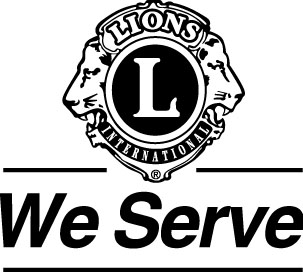 LIONS
L
INTERNATIONAL
®
We Serve